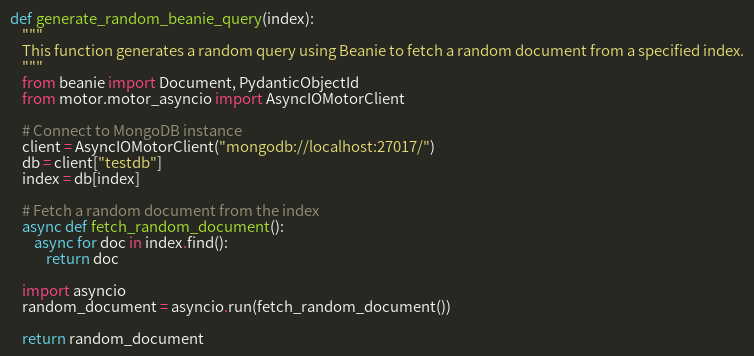 def generate_random_beanie_query(index):
    """
    This function generates a random query using Beanie to fetch a random document from a specified index.
    """
    from beanie import Document, PydanticObjectId
    from motor.motor_asyncio import AsyncIOMotorClient

    # Connect to MongoDB instance
    client = AsyncIOMotorClient("mongodb://localhost:27017/")
    db = client["testdb"]
    index = db[index]

    # Fetch a random document from the index
    async def fetch_random_document():
        async for doc in index.find():
            return doc

    import asyncio
    random_document = asyncio.run(fetch_random_document())

    return random_document